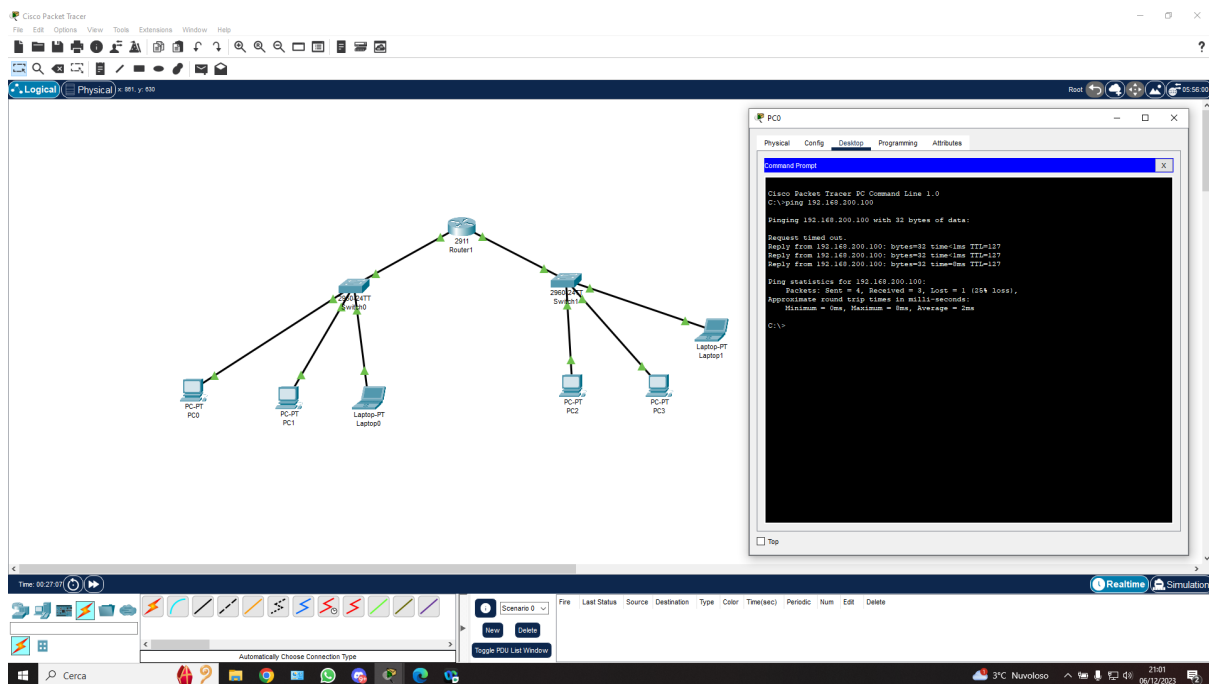 Cisco Packet Tracer
File Edit Options View Tools Extensions Window Help
?
Logical Physical x: 861, y: 630 Root 05:56:00
PC0
Physical Config Desktop Programming Attributes
Command Prompt X
Cisco Packet Tracer PC Command Line 1.0
C:\>ping 192.168.200.100
Pinging 192.168.200.100 with 32 bytes of data:
Request timed out.
Reply from 192.168.200.100: bytes=32 time<1ms TTL=127
Reply from 192.168.200.100: bytes=32 time<1ms TTL=127
Reply from 192.168.200.100: bytes=32 time=8ms TTL=127
Ping statistics for 192.168.200.100:
Packets: Sent = 4, Received = 3, Lost = 1 (25% loss),
Approximate round trip times in milli-seconds:
Minimum = 0ms, Maximum = 8ms, Average = 2ms
C:\>
Top
2911
Router1
2960-24TT
Switch0
2960-24TT
Switch1
Laptop-PT
Laptop1
PC-PT
PC0
PC-PT
PC1
Laptop-PT
Laptop0
PC-PT
PC2
PC-PT
PC3
Time: 00:27:07 Realtime Simulation
Scenario 0
New Delete
Toggle PDU List Window
Fire Last Status Source Destination Type Color Time(sec) Periodic Num Edit Delete
Automatically Choose Connection Type
Cerca
3°C Nuvoloso
21:01
06/12/2023